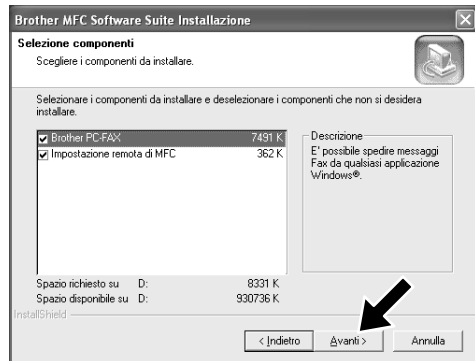 Brother MFC Software Suite Installazione
Selezione componenti
Scegliere i componenti da installare.
Selezionare i componenti da installare e deselezionare i componenti che non si desidera
installare.
Brother PC-FAX 7491 K
Impostazione remota di MFC 362 K
Descrizione
E' possibile spedire messaggi
Fax da qualsiasi applicazione
Windows®.
Spazio richiesto su D: 8331 K
Spazio disponibile su D: 930736 K
InstallShield
< Indietro Avanti > Annulla